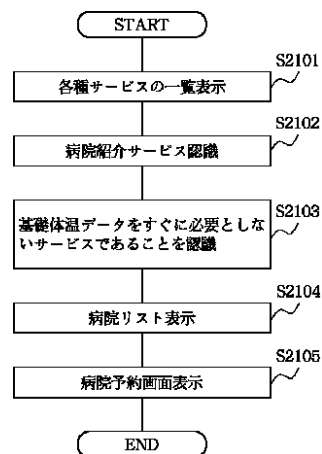 START
S2101
各種サービスの一覧表示
S2102
病院紹介サービス認識
S2103
基礎体温データをすぐに必要としな
いサービスであることを認識
S2104
病院リスト表示
S2105
病院予約画面表示
END